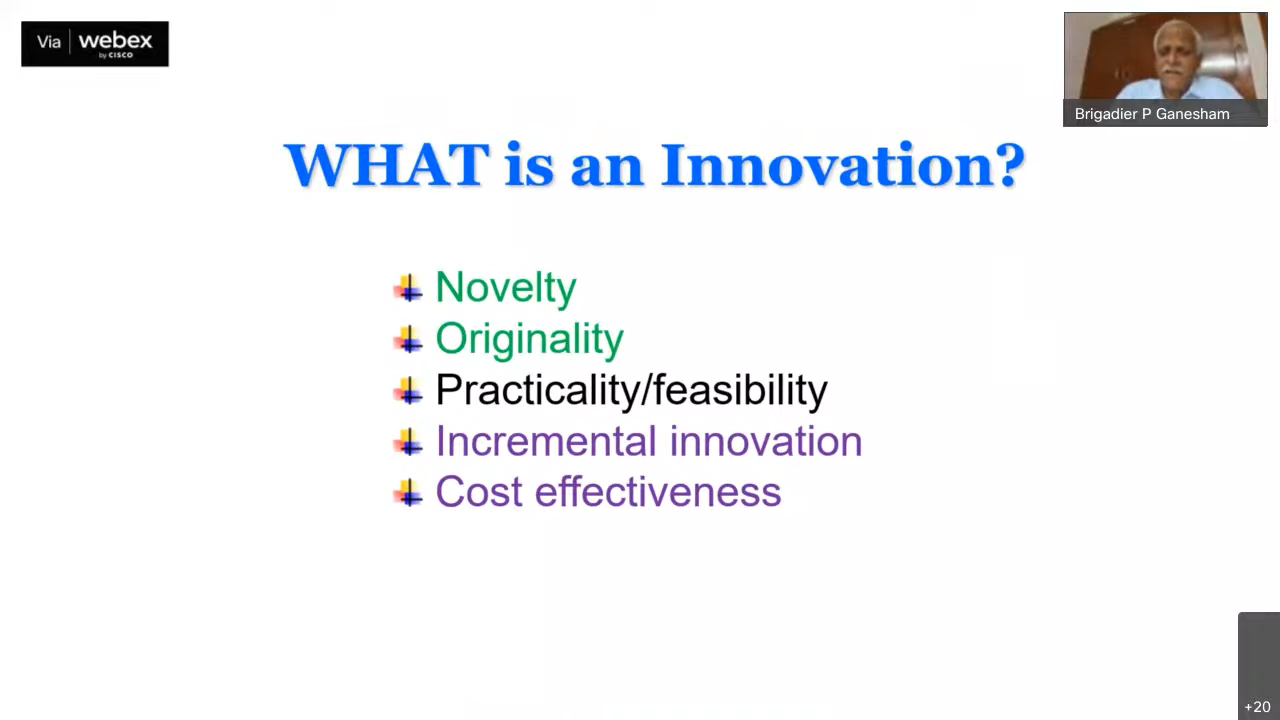 Via webex
by CISCO
Brigadier P Ganesham
WHAT is an Innovation?
Novelty
Originality
Practicality/feasibility
Incremental innovation
Cost effectiveness
+20